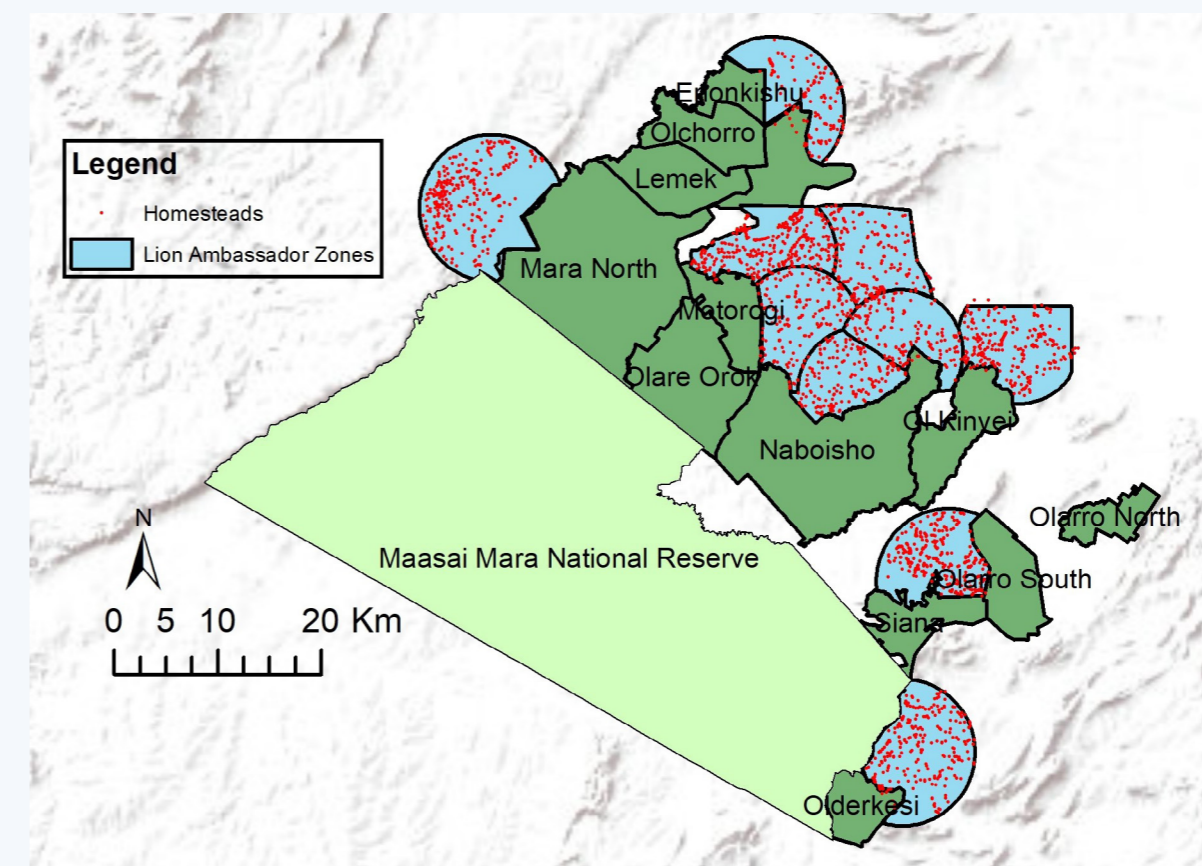 Enonkishu
Olchorro
Legend
Lemek
Homesteads
Lion Ambassador Zones
Mara North
Motorogi
Olare Orok
Ol Kinyei
Naboisho
N
Olarro North
Maasai Mara National Reserve
Olarro South
0 5 10 20 Km
Siana
Olderkesi